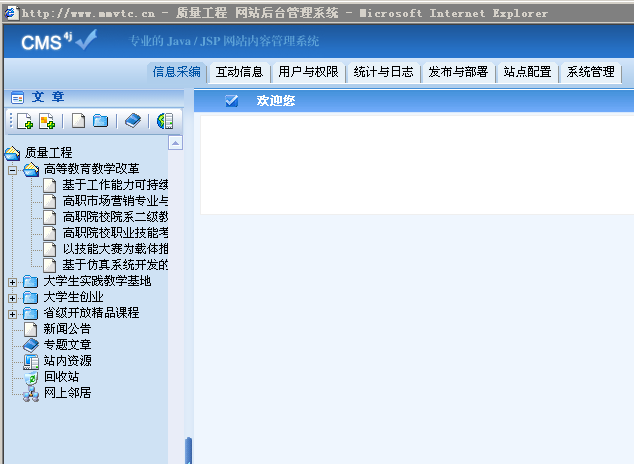 http://www.mmvtc.cn - 质量工程 网站后台管理系统 - Microsoft Internet Explorer
CMS4j 专业的 Java / JSP 网站内容管理系统
信息采编 互动信息 用户与权限 统计与日志 发布与部署 站点配置 系统管理
文 章
欢迎您
质量工程
高等教育教学改革
基于工作能力可持续
高职市场营销专业与
高职院校院系二级教
高职院校职业技能考
以技能大赛为载体推
基于仿真系统开发的
大学生实践教学基地
大学生创业
省级开放精品课程
新闻公告
专题文章
站内资源
回收站
网上邻居